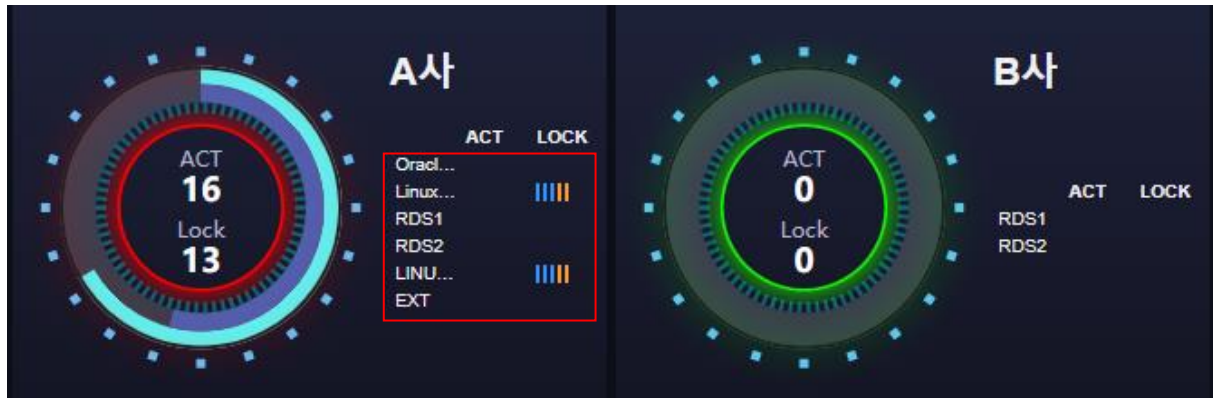 A사
ACT LOCK
ACT
16
Lock
13
Oracl...
Linux...
RDS1
RDS2
LINU...
EXT
B사
ACT LOCK
ACT
0
Lock
0
RDS1
RDS2